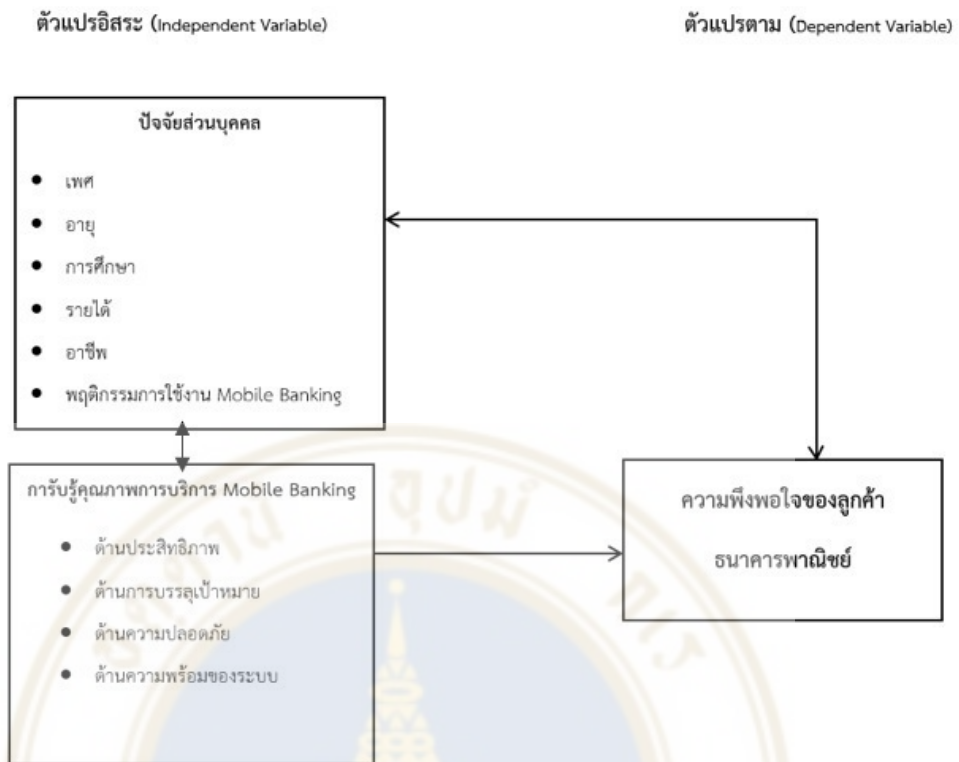 ตัวแปรอิสระ (Independent Variable)
ตัวแปรตาม (Dependent Variable)
ปัจจัยส่วนบุคคล
● เพศ
● อายุ
● การศึกษา
● รายได้
● อาชีพ
● พฤติกรรมการใช้งาน Mobile Banking
การับรู้คุณภาพการบริการ Mobile Banking
● ด้านประสิทธิภาพ
● ด้านการบรรลุเป้าหมาย
● ด้านความปลอดภัย
● ด้านความพร้อมของระบบ
ความพึงพอใจของลูกค้า
ธนาคารพาณิชย์